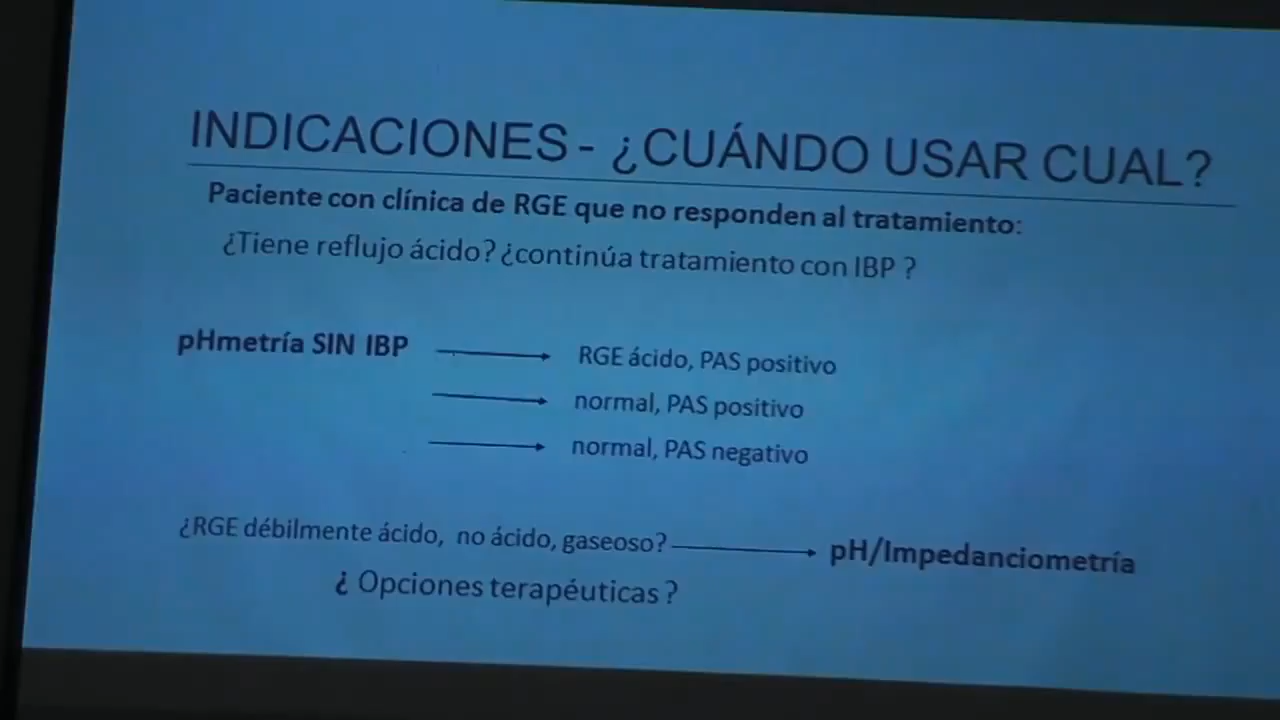 INDICACIONES - ¿CUÁNDO USAR CUAL?
Paciente con clínica de RGE que no responden al tratamiento:
¿Tiene reflujo ácido? ¿continúa tratamiento con IBP ?
pHmetría SIN IBP RGE ácido, PAS positivo
normal, PAS positivo
normal, PAS negativo
¿RGE débilmente ácido, no ácido, gaseoso? pH/Impedanciometría
¿ Opciones terapéuticas ?